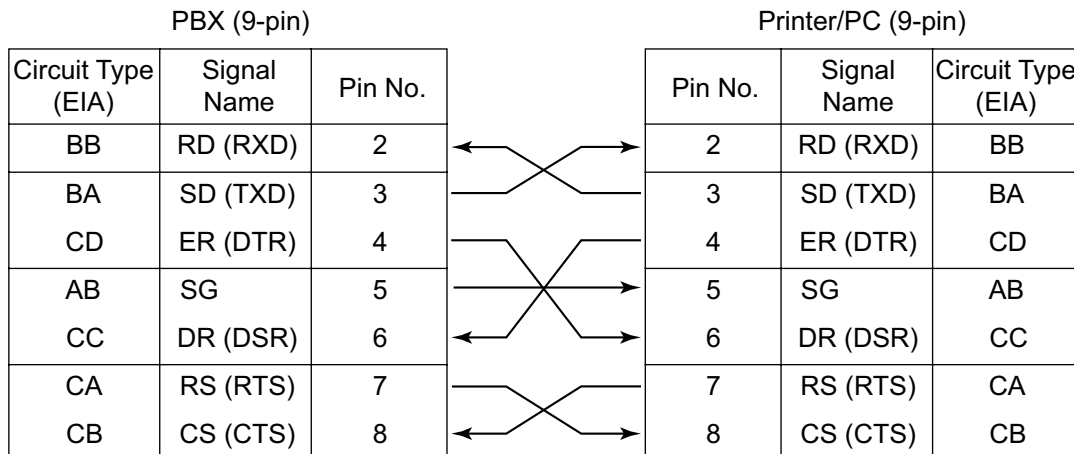 PBX (9-pin) Printer/PC (9-pin)
Circuit Type (EIA) Signal Name Pin No. Pin No. Signal Name Circuit Type (EIA)
BB RD (RXD) 2 2 RD (RXD) BB
BA SD (TXD) 3 3 SD (TXD) BA
CD ER (DTR) 4 4 ER (DTR) CD
AB SG 5 5 SG AB
CC DR (DSR) 6 6 DR (DSR) CC
CA RS (RTS) 7 7 RS (RTS) CA
CB CS (CTS) 8 8 CS (CTS) CB